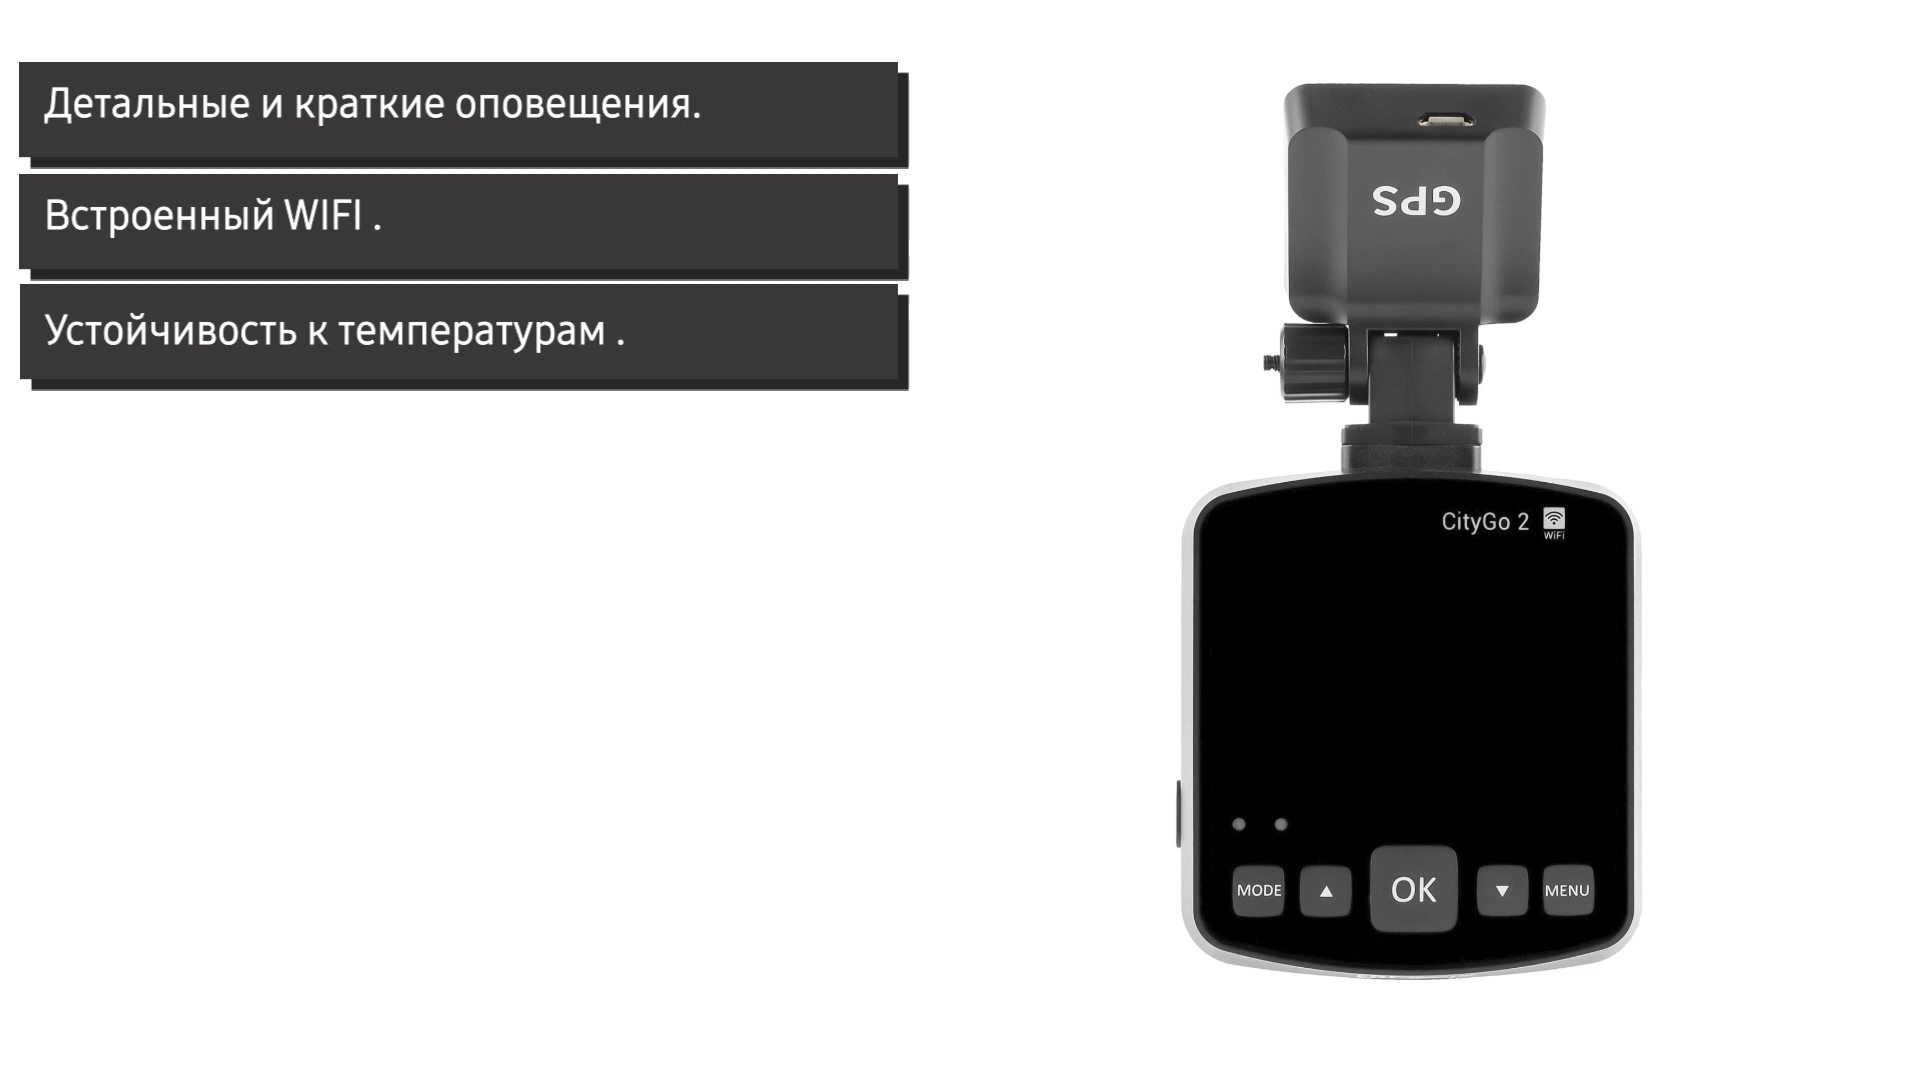 Детальные и краткие оповещения.
Встроенный WIFI .
Устойчивость к температурам .
GPS
CityGo 2
WiFi
MODE
OK
MENU